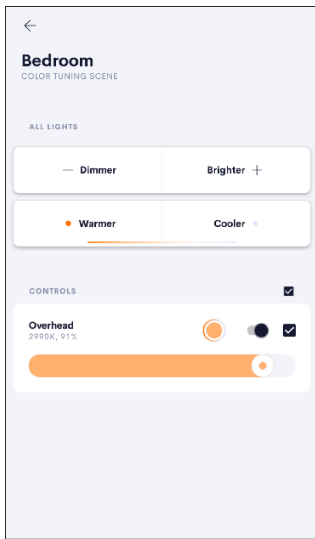 Bedroom
COLOR TUNING SCENE
ALL LIGHTS
Dimmer Brighter
Warmer Cooler
CONTROLS
Overhead
2990K, 91%